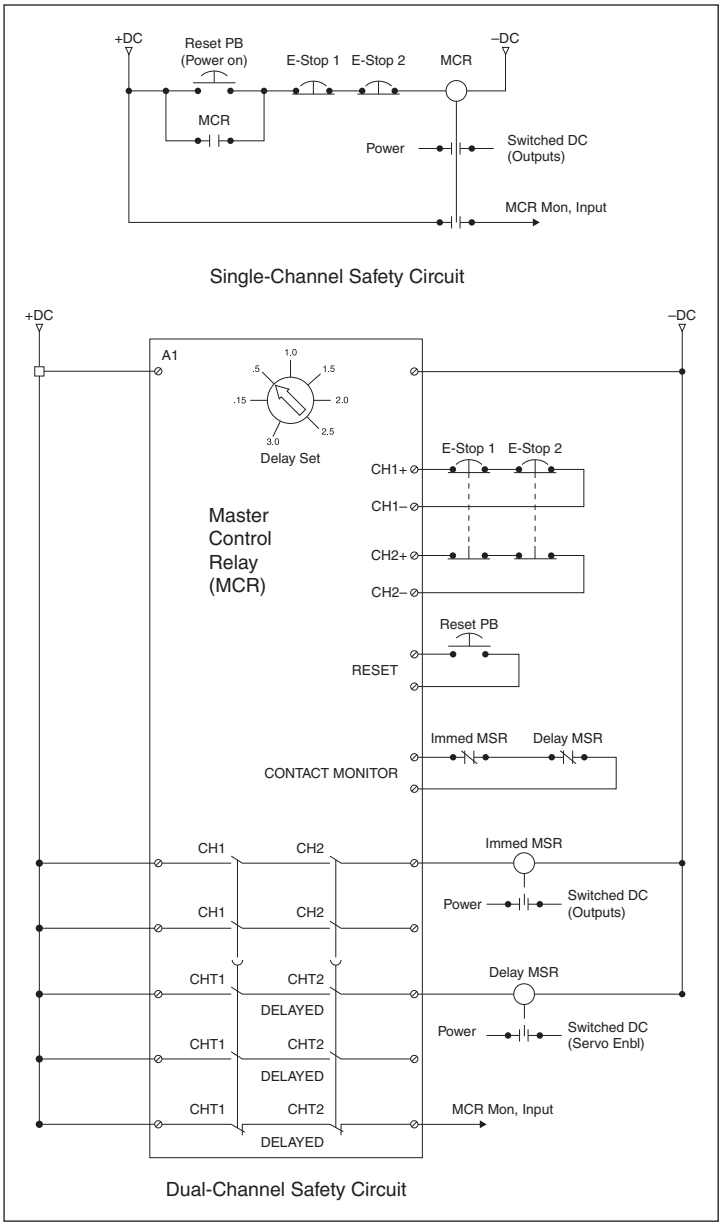 +DC
–DC
Reset PB
(Power on)
E-Stop 1
E-Stop 2
MCR
MCR
Power
Switched DC
(Outputs)
MCR Mon, Input
Single-Channel Safety Circuit
+DC
–DC
A1
1.0
.5
1.5
.15
2.0
3.0
2.5
Delay Set
E-Stop 1
E-Stop 2
CH1+
CH1–
Master
Control
Relay
(MCR)
CH2+
CH2–
Reset PB
RESET
Immed MSR
Delay MSR
CONTACT MONITOR
CH1
CH2
Immed MSR
Power
Switched DC
(Outputs)
CH1
CH2
CHT1
CHT2
DELAYED
Delay MSR
Power
Switched DC
(Servo Enbl)
CHT1
CHT2
DELAYED
CHT1
CHT2
DELAYED
MCR Mon, Input
Dual-Channel Safety Circuit